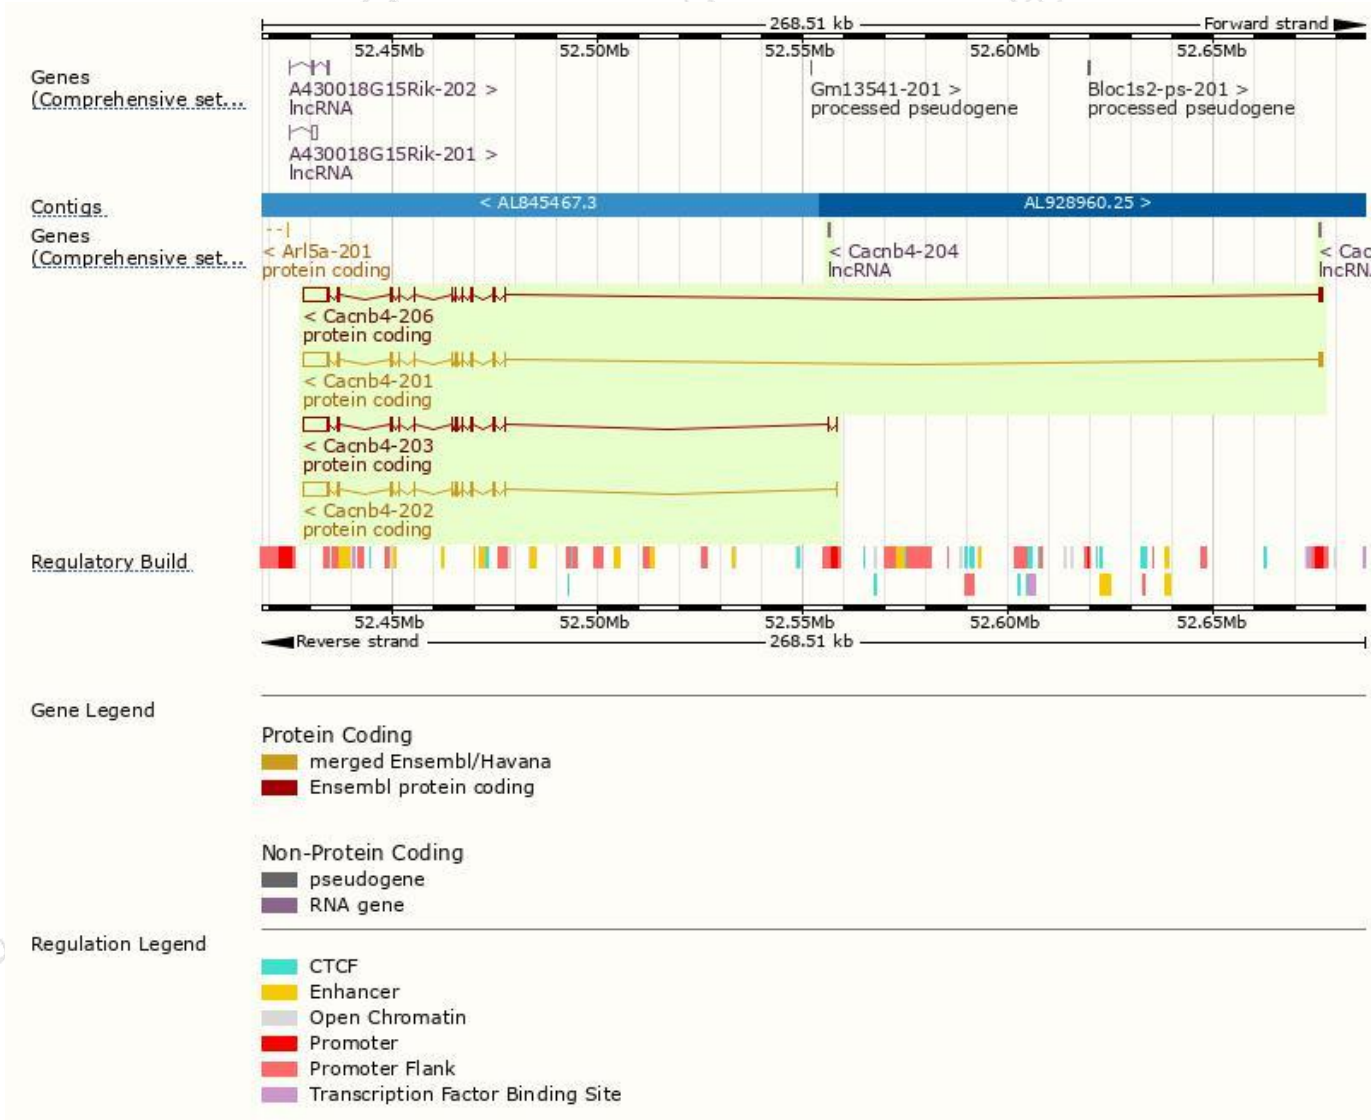 268.51 kb
Forward strand
52.45Mb 52.50Mb 52.55Mb 52.60Mb 52.65Mb
Genes
(Comprehensive set...
A430018G15Rik-202 >
lncRNA
Gm13541-201 >
processed pseudogene
Bloc1s2-ps-201 >
processed pseudogene
A430018G15Rik-201 >
lncRNA
Contigs
< AL845467.3
AL928960.25 >
Genes
(Comprehensive set...
< Arl5a-201
protein coding
< Cacnb4-204
lncRNA
< Cac
lncRN
< Cacnb4-206
protein coding
< Cacnb4-201
protein coding
< Cacnb4-203
protein coding
< Cacnb4-202
protein coding
Regulatory Build
52.45Mb 52.50Mb 52.55Mb 52.60Mb 52.65Mb
Reverse strand
268.51 kb
Gene Legend
Protein Coding
merged Ensembl/Havana
Ensembl protein coding
Non-Protein Coding
pseudogene
RNA gene
Regulation Legend
CTCF
Enhancer
Open Chromatin
Promoter
Promoter Flank
Transcription Factor Binding Site